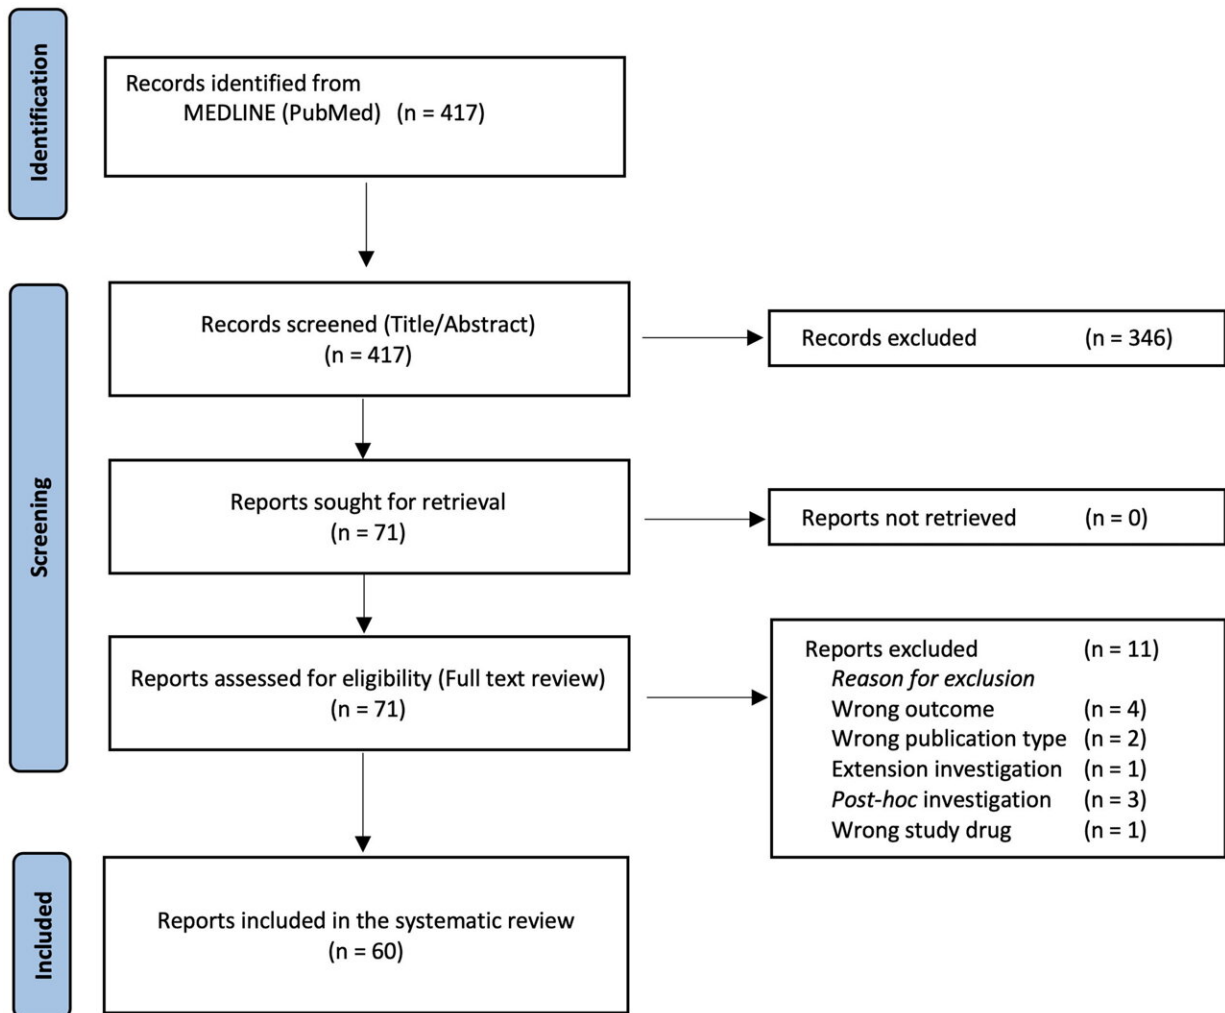 Identification
Records identified from
MEDLINE (PubMed) (n = 417)
Screening
Records screened (Title/Abstract)
(n = 417)
Records excluded (n = 346)
Reports sought for retrieval
(n = 71)
Reports not retrieved (n = 0)
Reports assessed for eligibility (Full text review)
(n = 71)
Reports excluded (n = 11)
Reason for exclusion
Wrong outcome (n = 4)
Wrong publication type (n = 2)
Extension investigation (n = 1)
Post-hoc investigation (n = 3)
Wrong study drug (n = 1)
Included
Reports included in the systematic review
(n = 60)